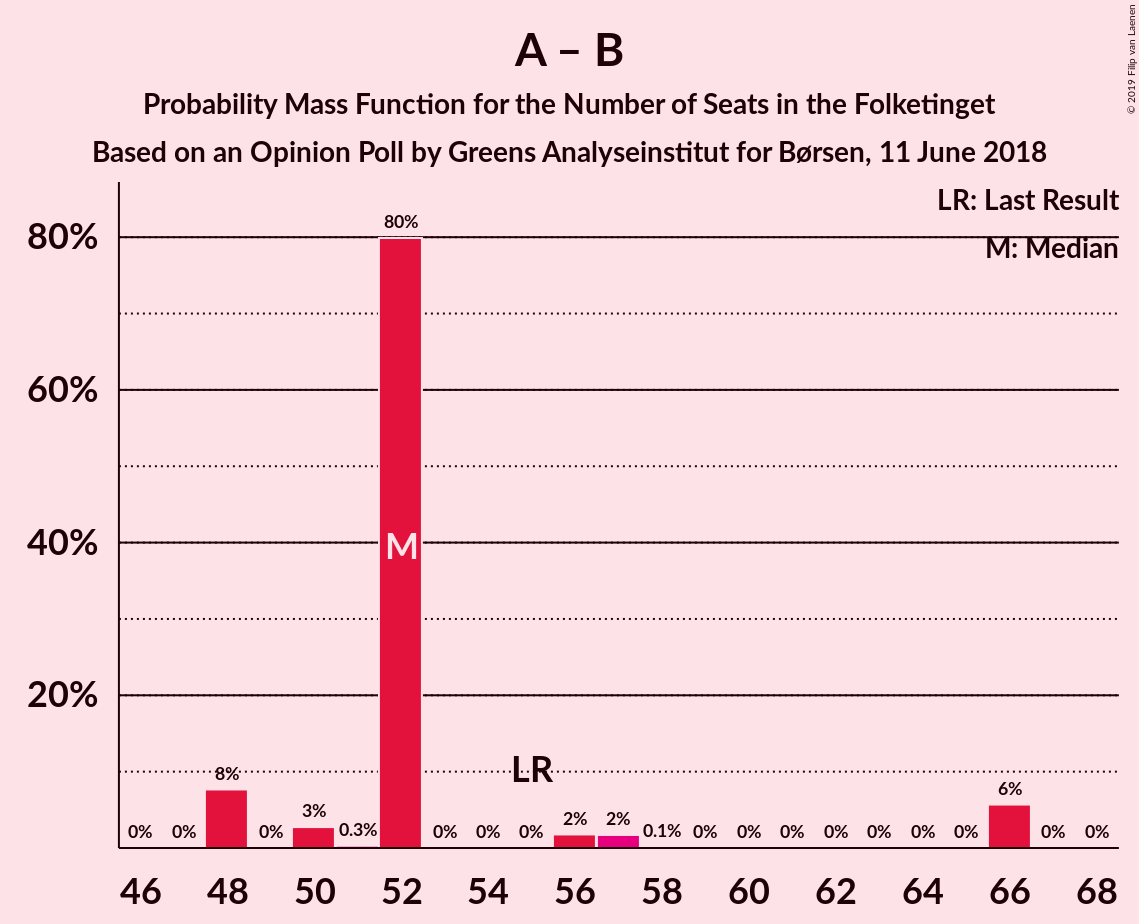 A – B
Probability Mass Function for the Number of Seats in the Folketinget
Based on an Opinion Poll by Greens Analyseinstitut for Børsen, 11 June 2018
© 2019 Filip van Laenen
LR: Last Result
M: Median
80%
60%
40%
20%
0% 0% 8% 0% 3% 0.3% 80% 0% 0% 0% 2% 2% 0.1% 0% 0% 0% 0% 0% 0% 0% 6% 0% 0%
M
LR
46 48 50 52 54 56 58 60 62 64 66 68